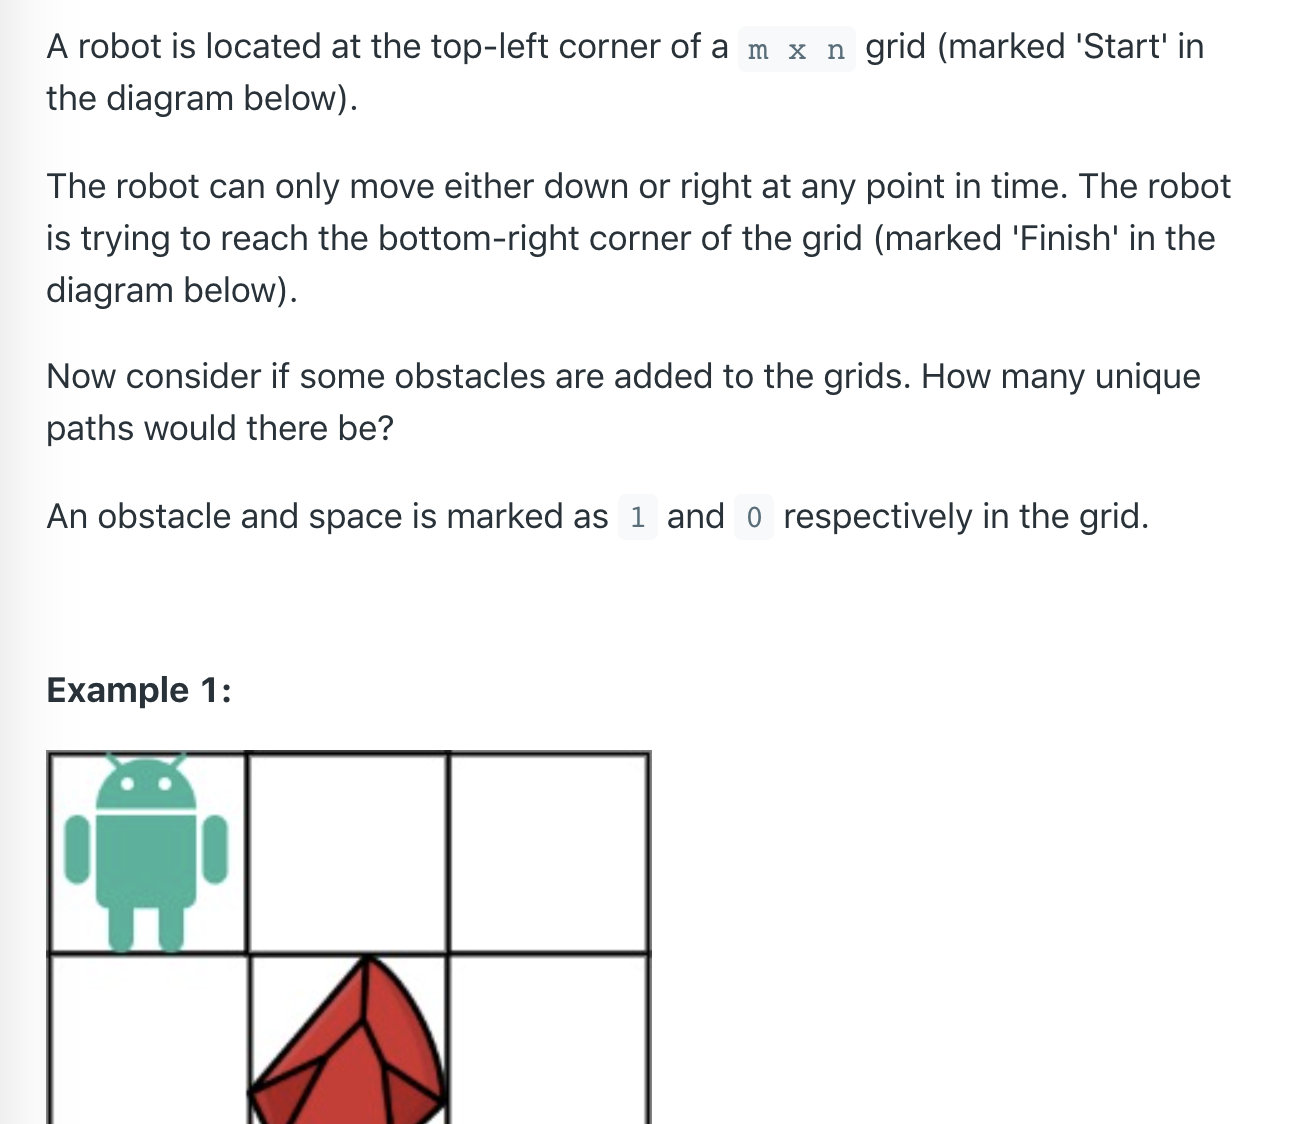 A robot is located at the top-left corner of a m x n grid (marked 'Start' in
the diagram below).
The robot can only move either down or right at any point in time. The robot
is trying to reach the bottom-right corner of the grid (marked 'Finish' in the
diagram below).
Now consider if some obstacles are added to the grids. How many unique
paths would there be?
An obstacle and space is marked as 1 and 0 respectively in the grid.
Example 1: